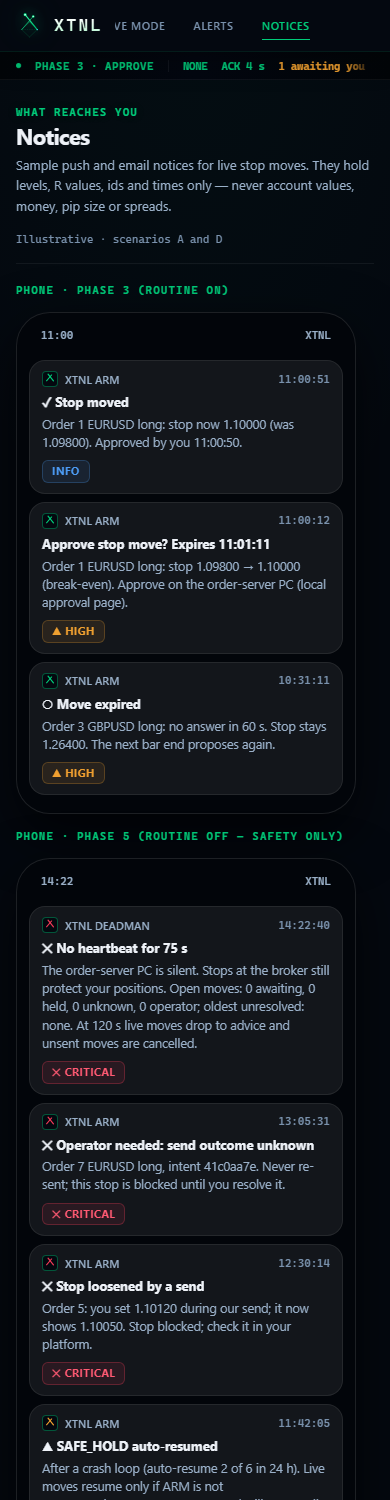 XTNL VE MODE ALERTS NOTICES
PHASE 3 · APPROVE NONE ACK 4 s 1 awaiting you
WHAT REACHES YOU
Notices
Sample push and email notices for live stop moves. They hold
levels, R values, ids and times only — never account values,
money, pip size or spreads.
Illustrative · scenarios A and D
PHONE · PHASE 3 (ROUTINE ON)
11:00 XTNL
XTNL ARM 11:00:51
✓ Stop moved
Order 1 EURUSD long: stop now 1.10000 (was
1.09800). Approved by you 11:00:50.
INFO
XTNL ARM 11:00:12
Approve stop move? Expires 11:01:11
Order 1 EURUSD long: stop 1.09800 → 1.10000
(break-even). Approve on the order-server PC (local
approval page).
▲ HIGH
XTNL ARM 10:31:11
○ Move expired
Order 3 GBPUSD long: no answer in 60 s. Stop stays
1.26400. The next bar end proposes again.
▲ HIGH
PHONE · PHASE 5 (ROUTINE OFF — SAFETY ONLY)
14:22 XTNL
XTNL DEADMAN 14:22:40
✕ No heartbeat for 75 s
The order-server PC is silent. Stops at the broker still
protect your positions. Open moves: 0 awaiting, 0
held, 0 unknown, 0 operator; oldest unresolved:
none. At 120 s live moves drop to advice and
unsent moves are cancelled.
✕ CRITICAL
XTNL ARM 13:05:31
✕ Operator needed: send outcome unknown
Order 7 EURUSD long, intent 41c0aa7e. Never re-
sent; this stop is blocked until you resolve it.
✕ CRITICAL
XTNL ARM 12:30:14
✕ Stop loosened by a send
Order 5: you set 1.10120 during our send; it now
shows 1.10050. Stop blocked; check it in your
platform.
✕ CRITICAL
XTNL ARM 11:42:05
▲ SAFE_HOLD auto-resumed
After a crash loop (auto-resume 2 of 6 in 24 h). Live
moves resume only if ARM is not